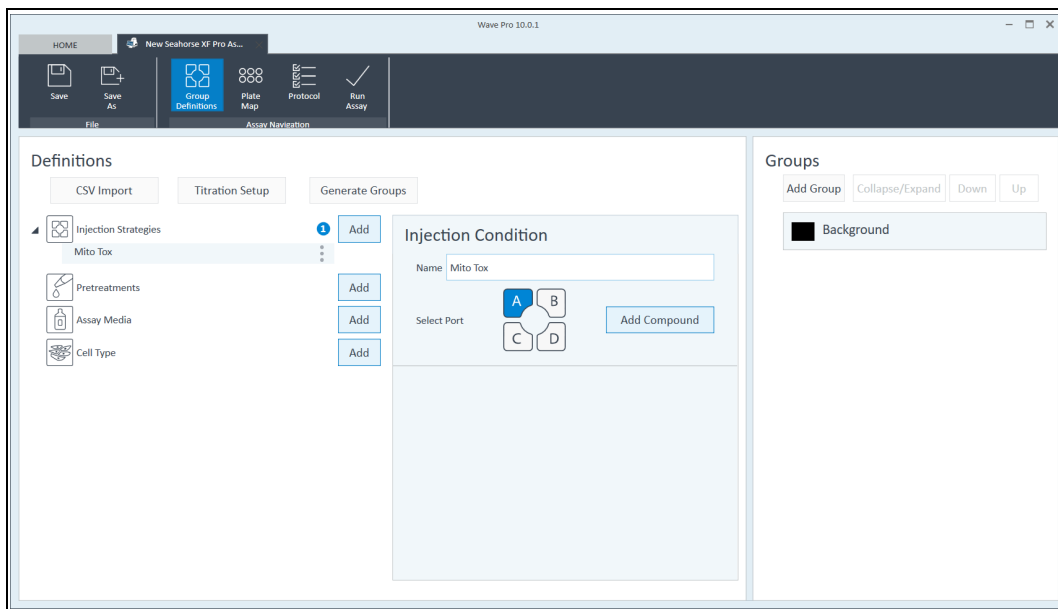 Wave Pro 10.0.1
HOME
New Seahorse XF Pro As...
Save
Save
As
Group
Definitions
Plate
Map
Protocol
Run
Assay
File
Assay Navigation
Definitions
CSV Import
Titration Setup
Generate Groups
Injection Strategies
1
Add
Mito Tox
Pretreatments
Add
Assay Media
Add
Cell Type
Add
Injection Condition
Name
Mito Tox
Select Port
A
B
C
D
Add Compound
Groups
Add Group
Collapse/Expand
Down
Up
Background